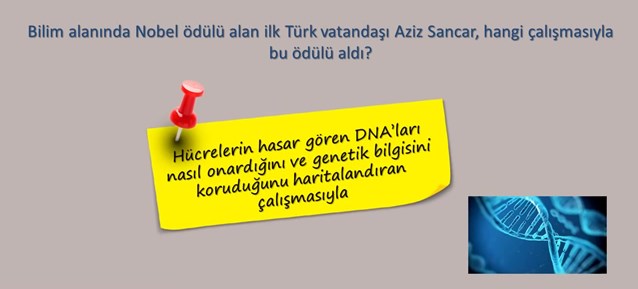 Bilim alanında Nobel ödülü alan ilk Türk vatandaşı Aziz Sancar, hangi çalışmasıyla
bu ödülü aldı?
Hücrelerin hasar gören DNA'ları
nasıl onardığını ve genetik bilgisini
koruduğunu haritalandıran
çalışmasıyla